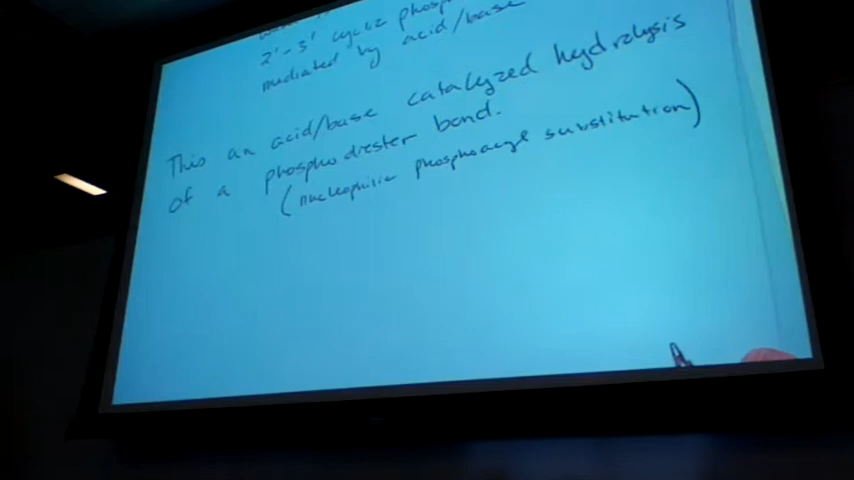 2'-3' cyclic phosp
mediated by acid/base
This an acid/base catalyzed hydrolysis
of a phosphodiester bond.
(nucleophilic phosphoacyl substitution)